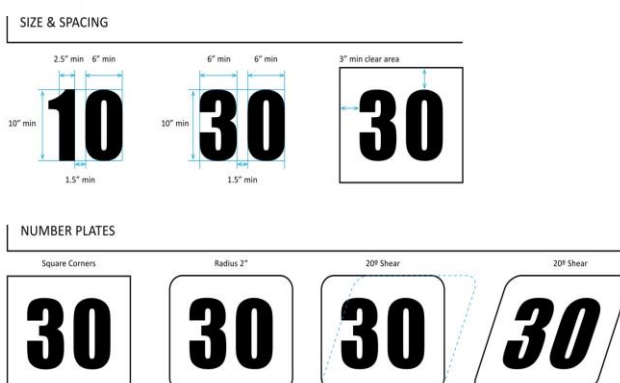 SIZE & SPACING
2.5" min 6" min 6" min 6" min 3" min clear area
10" min 10 10" min 30 30
1.5" min 1.5" min
NUMBER PLATES
Square Corners Radius 2" 20º Shear 20º Shear
30 30 30 30